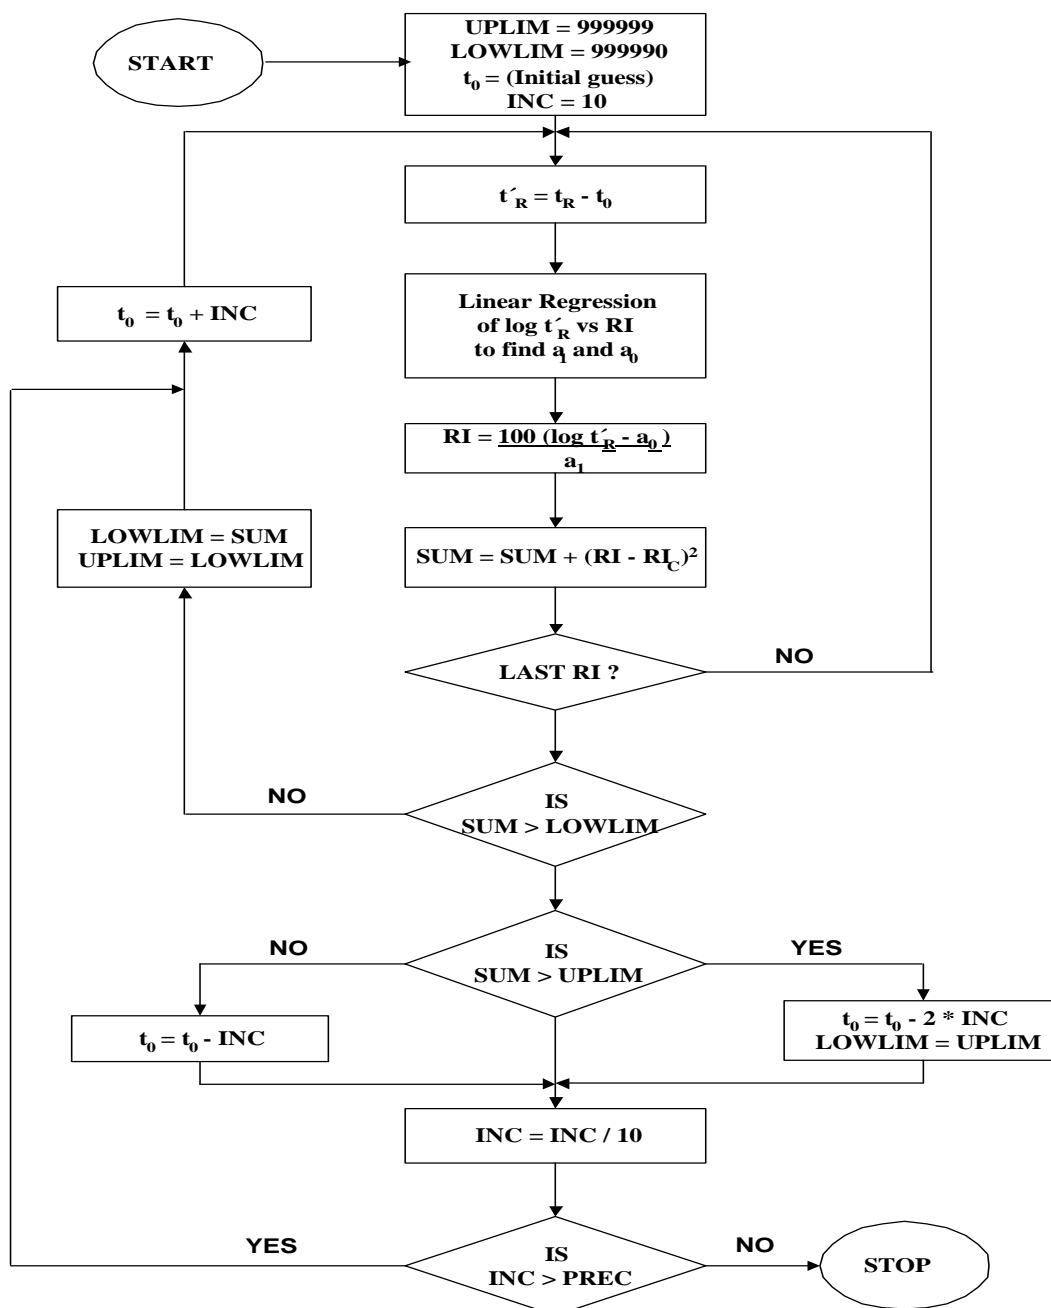 START
UPLIM = 999999
LOWLIM = 999990
t₀ = (Initial guess)
INC = 10
t´R = tR - t₀
t₀ = t₀ + INC
Linear Regression
of log t´R vs RI
to find a₁ and a₀
RI = 100 (log t´R - a₀)
a₁
LOWLIM = SUM
UPLIM = LOWLIM
SUM = SUM + (RI - RIC)²
LAST RI ?
NO
NO
IS
SUM > LOWLIM
NO
IS
SUM > UPLIM
YES
t₀ = t₀ - INC
t₀ = t₀ - 2 * INC
LOWLIM = UPLIM
INC = INC / 10
YES
IS
INC > PREC
NO
STOP